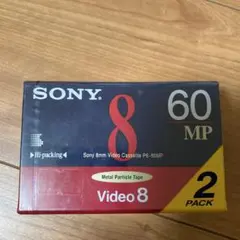 SONY
8
60
MP
Hi-packing
Sony 8mm Video Cassette P6-60MP
Metal Particle Tape
Video 8
2
PACK